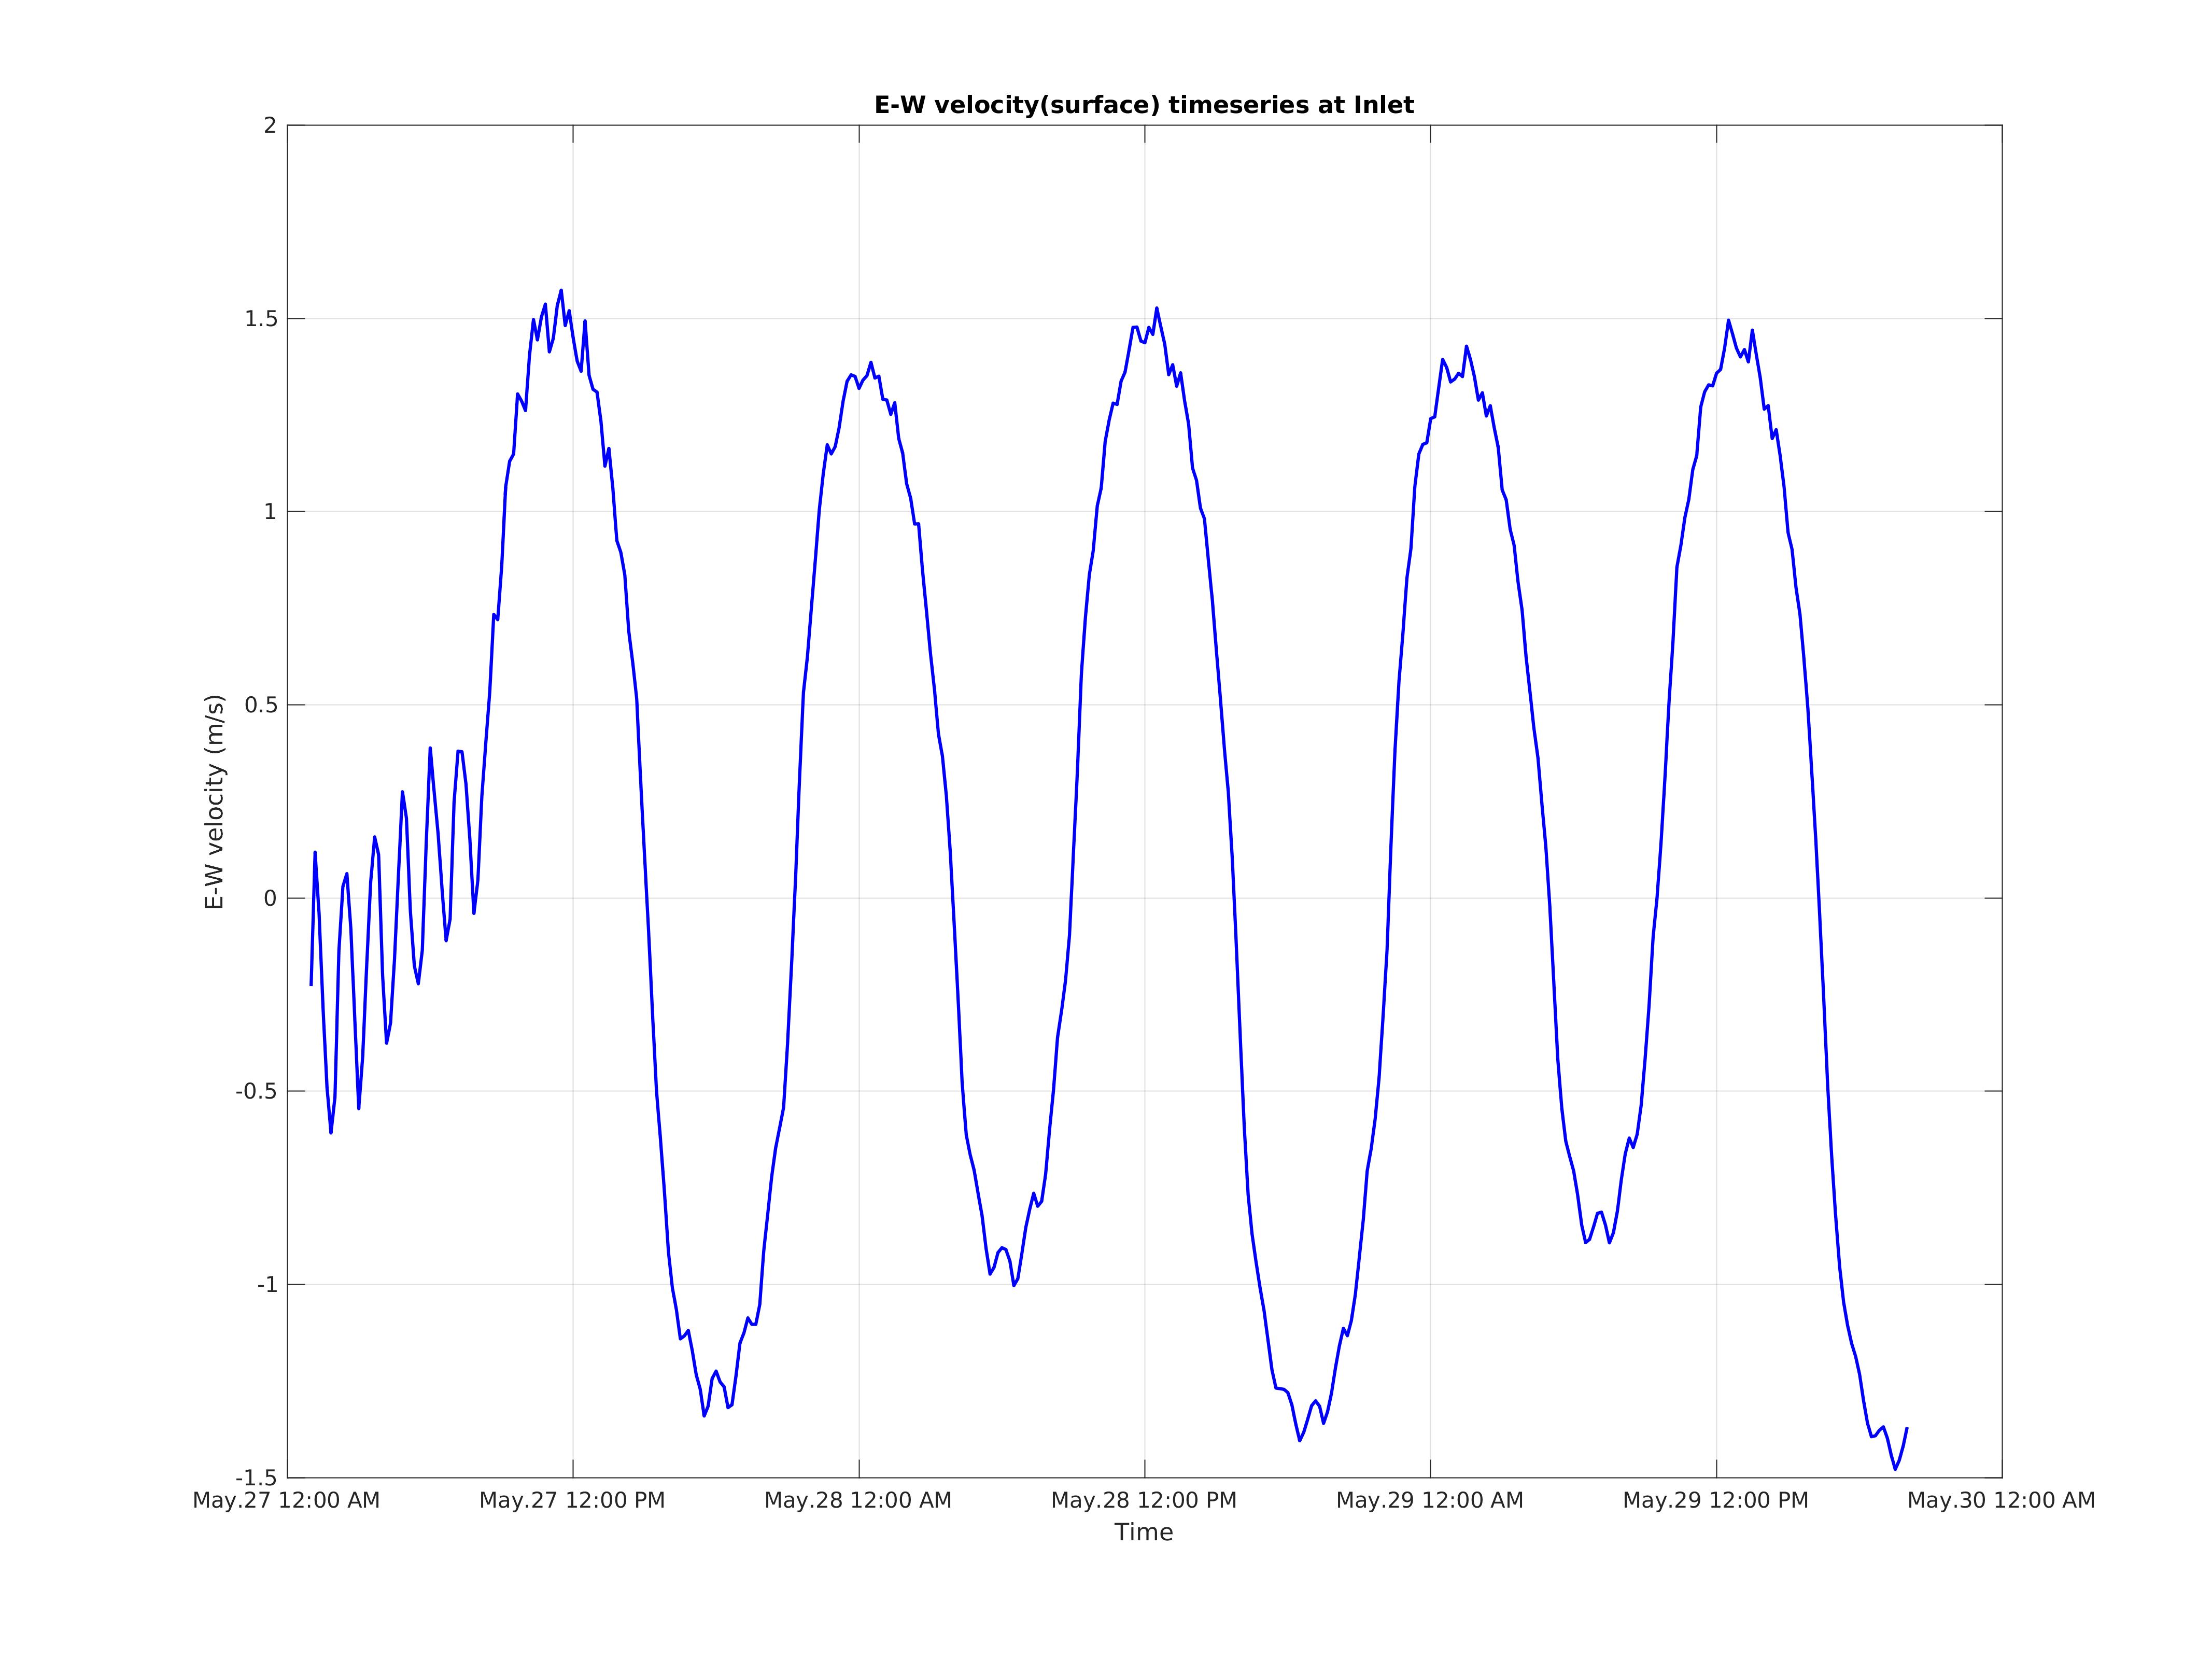 E-W velocity(surface) timeseries at Inlet
2
1.5
1
0.5
0
-0.5
-1
-1.5
E-W velocity (m/s)
May.27 12:00 AM
May.27 12:00 PM
May.28 12:00 AM
May.28 12:00 PM
May.29 12:00 AM
May.29 12:00 PM
May.30 12:00 AM
Time